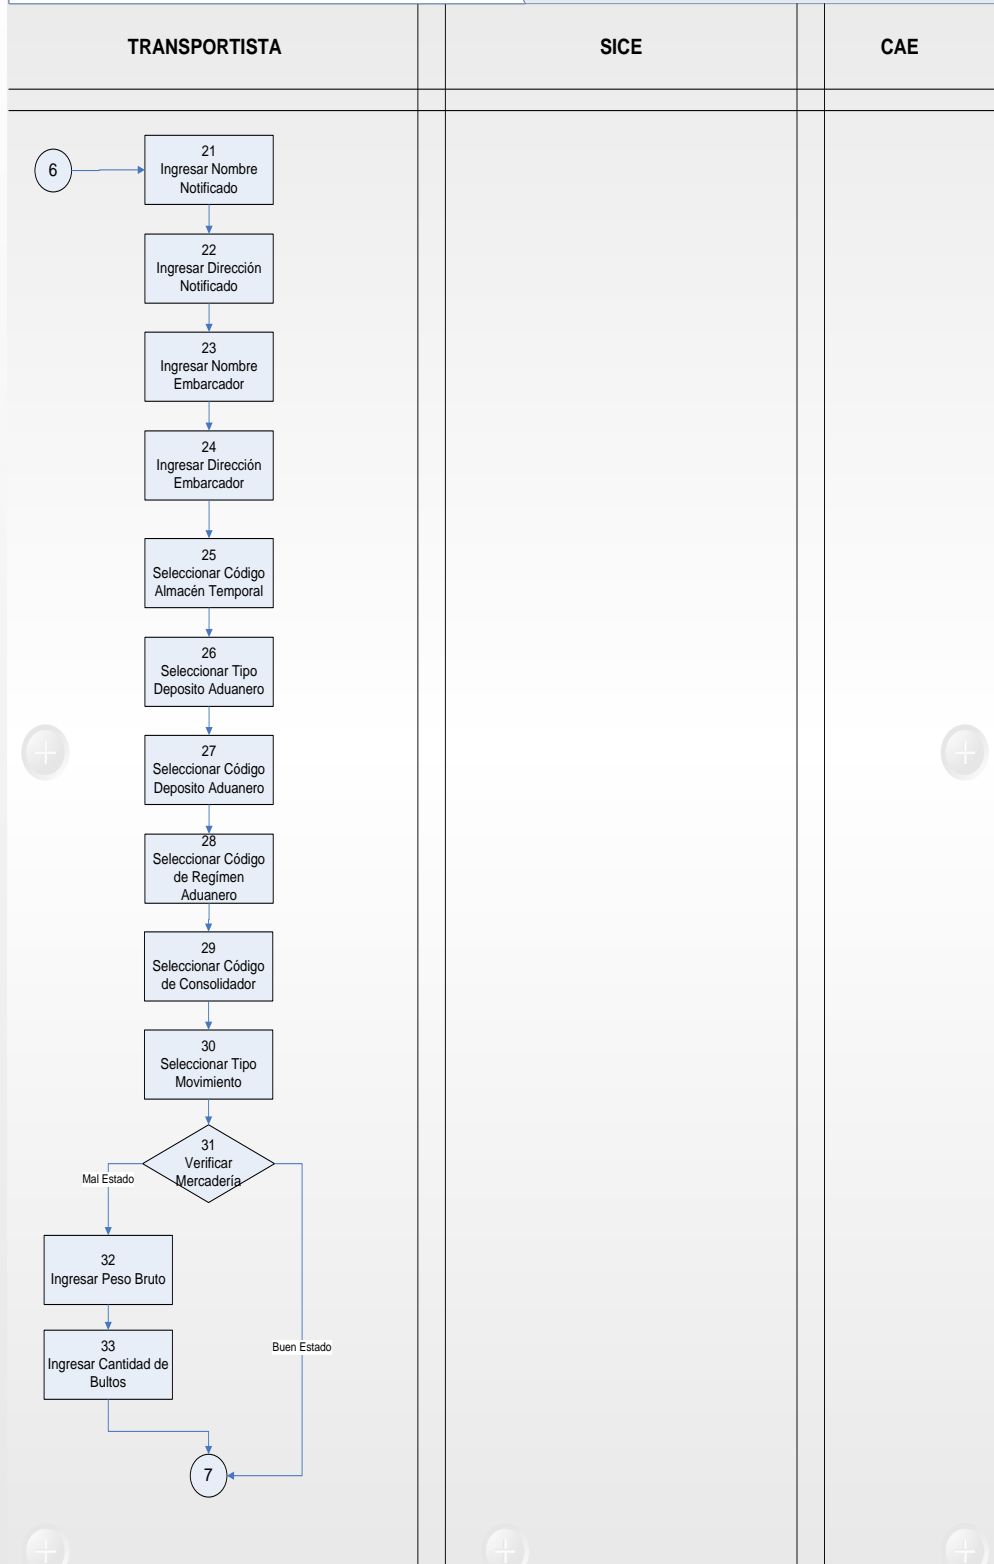 TRANSPORTISTA
SICE
CAE
6
21
Ingresar Nombre
Notificado
22
Ingresar Dirección
Notificado
23
Ingresar Nombre
Embarcador
24
Ingresar Dirección
Embarcador
25
Seleccionar Código
Almacén Temporal
26
Seleccionar Tipo
Deposito Aduanero
27
Seleccionar Código
Deposito Aduanero
28
Seleccionar Código
de Regímen
Aduanero
29
Seleccionar Código
de Consolidador
30
Seleccionar Tipo
Movimiento
31
Verificar
Mercadería
Mal Estado
32
Ingresar Peso Bruto
33
Ingresar Cantidad de
Bultos
Buen Estado
7